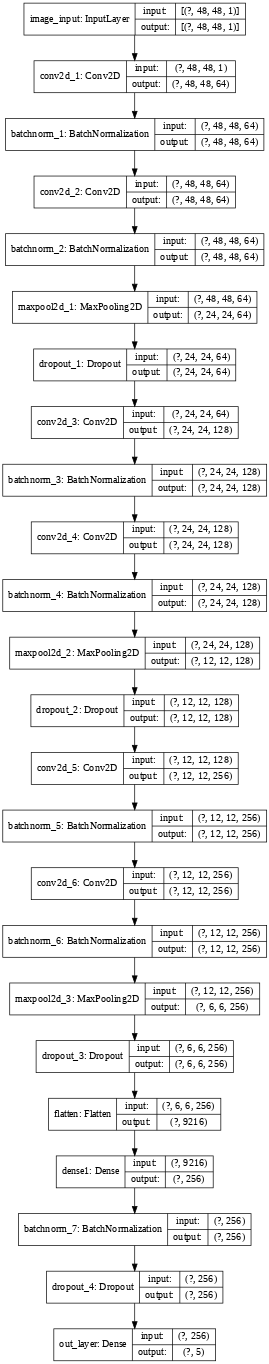 image_input: InputLayer
input: [(?, 48, 48, 1)]
output: [(?, 48, 48, 1)]
conv2d_1: Conv2D
input: (?, 48, 48, 1)
output: (?, 48, 48, 64)
batchnorm_1: BatchNormalization
input: (?, 48, 48, 64)
output: (?, 48, 48, 64)
conv2d_2: Conv2D
input: (?, 48, 48, 64)
output: (?, 48, 48, 64)
batchnorm_2: BatchNormalization
input: (?, 48, 48, 64)
output: (?, 48, 48, 64)
maxpool2d_1: MaxPooling2D
input: (?, 48, 48, 64)
output: (?, 24, 24, 64)
dropout_1: Dropout
input: (?, 24, 24, 64)
output: (?, 24, 24, 64)
conv2d_3: Conv2D
input: (?, 24, 24, 64)
output: (?, 24, 24, 128)
batchnorm_3: BatchNormalization
input: (?, 24, 24, 128)
output: (?, 24, 24, 128)
conv2d_4: Conv2D
input: (?, 24, 24, 128)
output: (?, 24, 24, 128)
batchnorm_4: BatchNormalization
input: (?, 24, 24, 128)
output: (?, 24, 24, 128)
maxpool2d_2: MaxPooling2D
input: (?, 24, 24, 128)
output: (?, 12, 12, 128)
dropout_2: Dropout
input: (?, 12, 12, 128)
output: (?, 12, 12, 128)
conv2d_5: Conv2D
input: (?, 12, 12, 128)
output: (?, 12, 12, 256)
batchnorm_5: BatchNormalization
input: (?, 12, 12, 256)
output: (?, 12, 12, 256)
conv2d_6: Conv2D
input: (?, 12, 12, 256)
output: (?, 12, 12, 256)
batchnorm_6: BatchNormalization
input: (?, 12, 12, 256)
output: (?, 12, 12, 256)
maxpool2d_3: MaxPooling2D
input: (?, 12, 12, 256)
output: (?, 6, 6, 256)
dropout_3: Dropout
input: (?, 6, 6, 256)
output: (?, 6, 6, 256)
flatten: Flatten
input: (?, 6, 6, 256)
output: (?, 9216)
dense1: Dense
input: (?, 9216)
output: (?, 256)
batchnorm_7: BatchNormalization
input: (?, 256)
output: (?, 256)
dropout_4: Dropout
input: (?, 256)
output: (?, 256)
out_layer: Dense
input: (?, 256)
output: (?, 5)